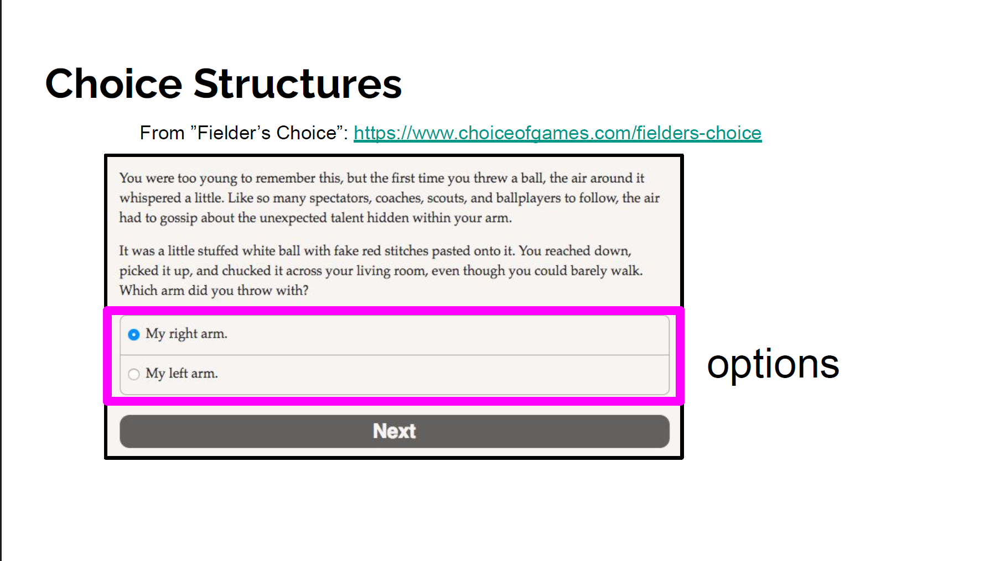 Choice Structures
From ”Fielder’s Choice”: https://www.choiceofgames.com/fielders-choice
You were too young to remember this, but the first time you threw a ball, the air around it
whispered a little. Like so many spectators, coaches, scouts, and ballplayers to follow, the air
had to gossip about the unexpected talent hidden within your arm.
It was a little stuffed white ball with fake red stitches pasted onto it. You reached down,
picked it up, and chucked it across your living room, even though you could barely walk.
Which arm did you throw with?
My right arm.
My left arm.
options
Next